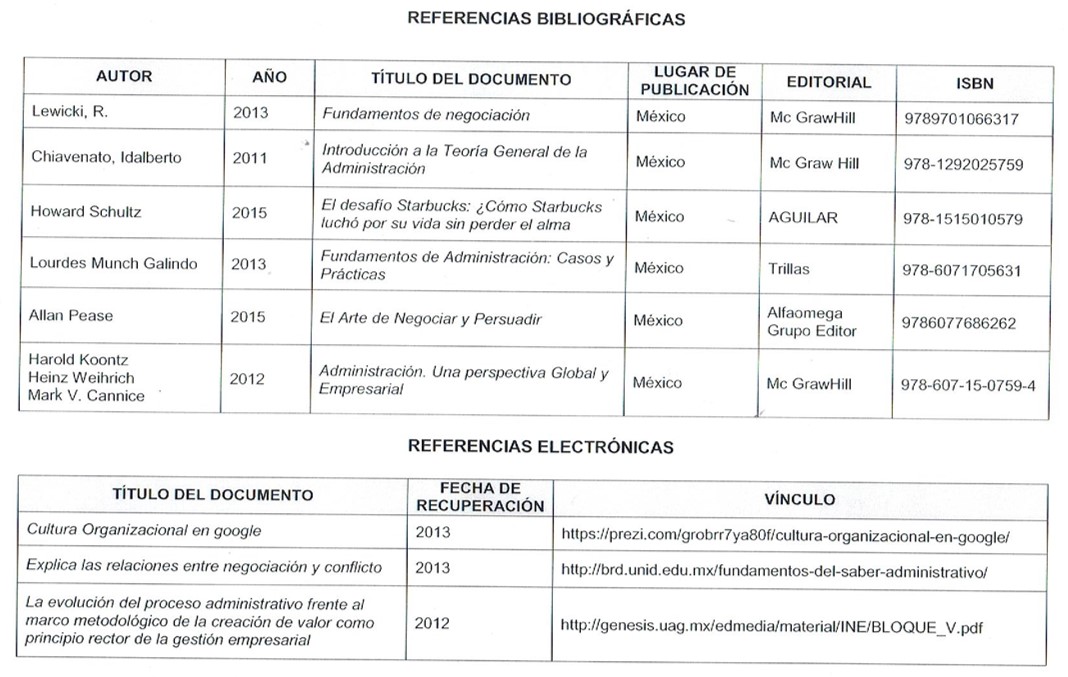 REFERENCIAS BIBLIOGRÁFICAS
AUTOR AÑO TÍTULO DEL DOCUMENTO LUGAR DE PUBLICACIÓN EDITORIAL ISBN
Lewicki, R. 2013 Fundamentos de negociación México Mc GrawHill 9789701066317
Chiavenato, Idalberto 2011 Introducción a la Teoría General de la Administración México Mc Graw Hill 978-1292025759
Howard Schultz 2015 El desafío Starbucks: ¿Cómo Starbucks luchó por su vida sin perder el alma México AGUILAR 978-1515010579
Lourdes Munch Galindo 2013 Fundamentos de Administración: Casos y Prácticas México Trillas 978-6071705631
Allan Pease 2015 El Arte de Negociar y Persuadir México Alfaomega Grupo Editor 9786077686262
Harold Koontz
Heinz Weihrich
Mark V. Cannice 2012 Administración. Una perspectiva Global y Empresarial México Mc GrawHill 978-607-15-0759-4
REFERENCIAS ELECTRÓNICAS
TÍTULO DEL DOCUMENTO FECHA DE RECUPERACIÓN VÍNCULO
Cultura Organizacional en google 2013 https://prezi.com/grobrr7ya80f/cultura-organizacional-en-google/
Explica las relaciones entre negociación y conflicto 2013 http://brd.unid.edu.mx/fundamentos-del-saber-administrativo/
La evolución del proceso administrativo frente al
marco metodológico de la creación de valor como
principio rector de la gestión empresarial 2012 http://genesis.uag.mx/edmedia/material/INE/BLOQUE_V.pdf